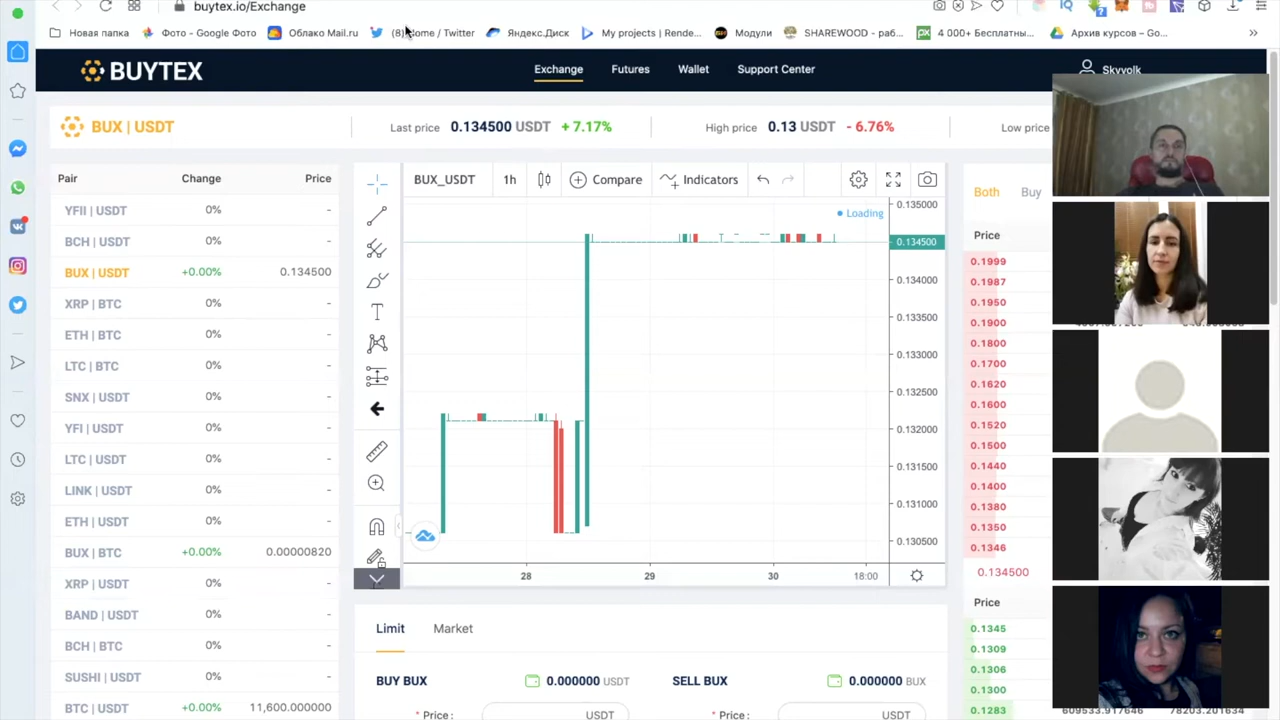 buytex.io/Exchange
Новая папка
Фото - Google Фото
Облако Mail.ru
Яндекс.Диск
My projects | Rende...
Модули
SHAREWOOD - раб...
4 000+ Бесплатны...
Архив курсов – Go...
BUYTEX
Exchange
Futures
Wallet
Support Center
Skyvolk
BUX | USDT
Last price 0.134500 USDT + 7.17%
High price 0.13 USDT - 6.76%
Low price
Pair Change Price
YFII | USDT 0% -
BCH | USDT 0% -
BUX | USDT +0.00% 0.134500
XRP | BTC 0% -
ETH | BTC 0% -
LTC | BTC 0% -
SNX | USDT 0% -
YFI | USDT 0% -
LTC | USDT 0% -
LINK | USDT 0% -
ETH | USDT 0% -
BUX | BTC +0.00% 0.00000820
XRP | USDT 0% -
BAND | USDT 0% -
BCH | BTC 0% -
SUSHI | USDT 0% -
BTC | USDT +0.00% 11,600.000000
BUX_USDT
1h
Compare
Indicators
Loading
0.135000
0.134500
0.134000
0.133500
0.133000
0.132500
0.132000
0.131500
0.131000
0.130500
28 29 30 18:00
Limit Market
BUY BUX 0.000000 USDT
SELL BUX 0.000000 BUX
Price : USDT
* Price : USDT
Both Buy
Price
0.1999
0.1987
0.1950
0.1900
0.1800
0.1700
0.1620
0.1600
0.1520
0.1500
0.1440
0.1400
0.1380
0.1350
0.1346
0.134500
Price
0.1345
0.1309
0.1306
0.1300
0.1283